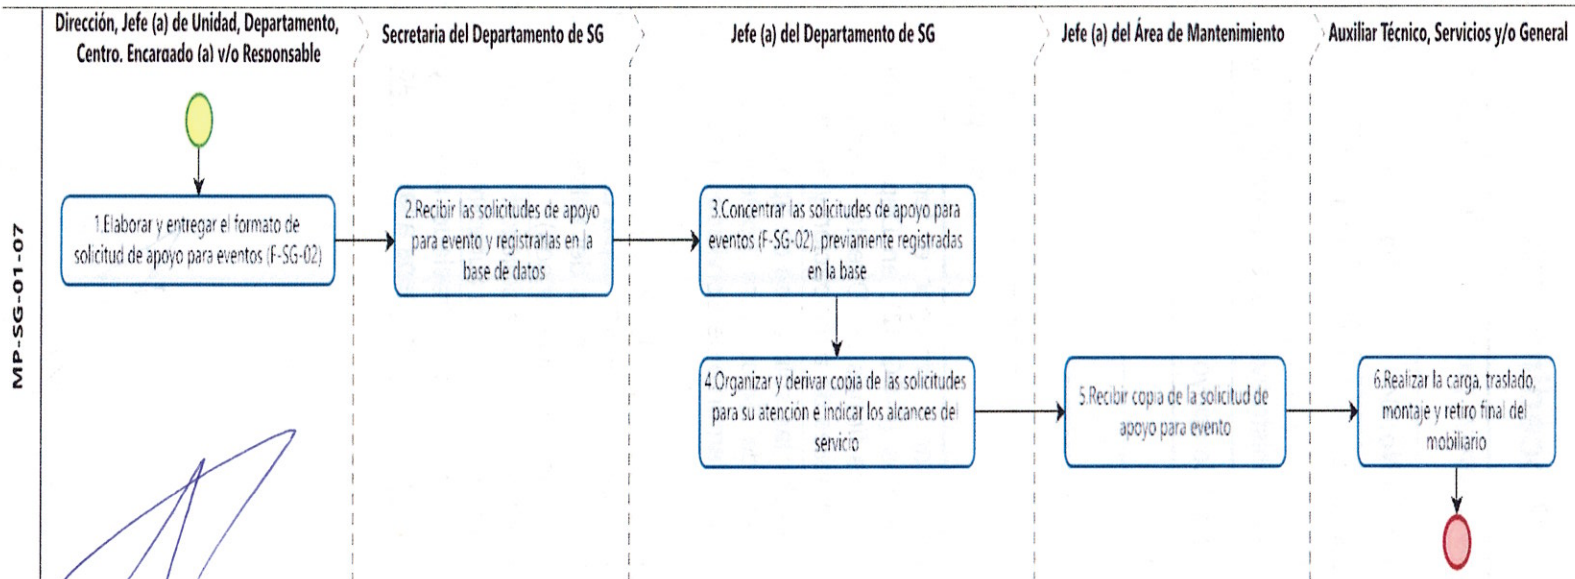 Dirección, Jefe (a) de Unidad, Departamento,
Centro, Encargado (a) y/o Responsable
Secretaria del Departamento de SG
Jefe (a) del Departamento de SG
Jefe (a) del Área de Mantenimiento
Auxiliar Técnico, Servicios y/o General
MP-SG-01-07
1.Elaborar y entregar el formato de
solicitud de apoyo para eventos (F-SG-02)
2.Recibir las solicitudes de apoyo
para evento y registrarlas en la
base de datos
3.Concentrar las solicitudes de apoyo para
eventos (F-SG-02), previamente registradas
en la base
4.Organizar y derivar copia de las solicitudes
para su atención e indicar los alcances del
servicio
5.Recibir copia de la solicitud de
apoyo para evento
6.Realizar la carga, traslado,
montaje y retiro final del
mobiliario